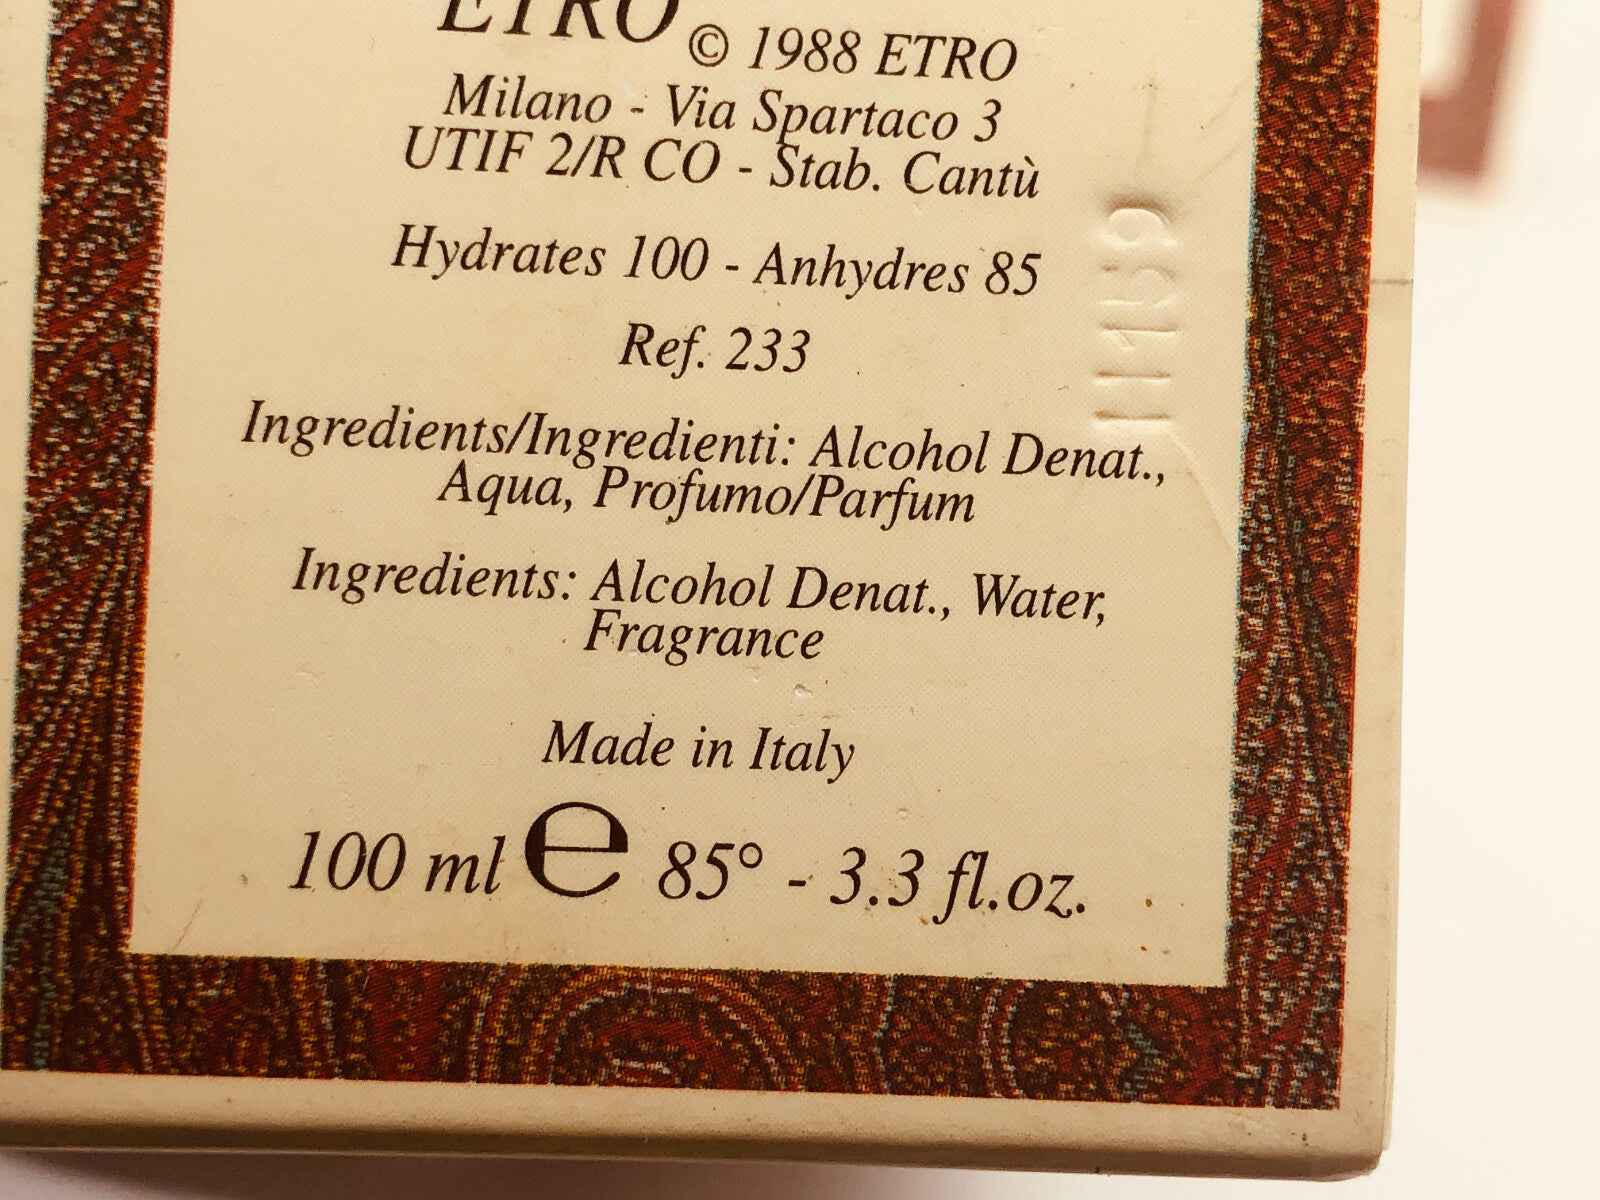 ETRO © 1988 ETRO
Milano - Via Spartaco 3
UTIF 2/R CO - Stab. Cantù
Hydrates 100 - Anhydres 85
Ref. 233
Ingredients/Ingredienti: Alcohol Denat.,
Aqua, Profumo/Parfum
Ingredients: Alcohol Denat., Water,
Fragrance
Made in Italy
100 ml e 85° - 3.3 fl.oz.